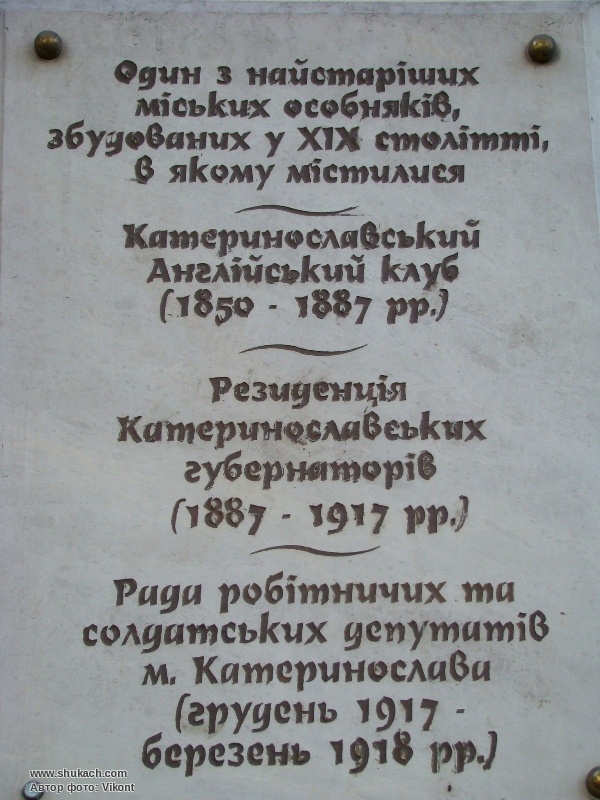 Один з найстаріших
міських особняків,
збудованих у XIX столітті,
в якому містилися
Катеринославський
Англійський клуб
(1850 - 1887 рр.)
Резиденція
Катеринославських
губернаторів
(1887 - 1917 рр.)
Рада робітничих та
солдатських депутатів
м. Катеринослава
(грудень 1917 -
березень 1918 рр.)
www.shukach.com
Автор фото: Vikont